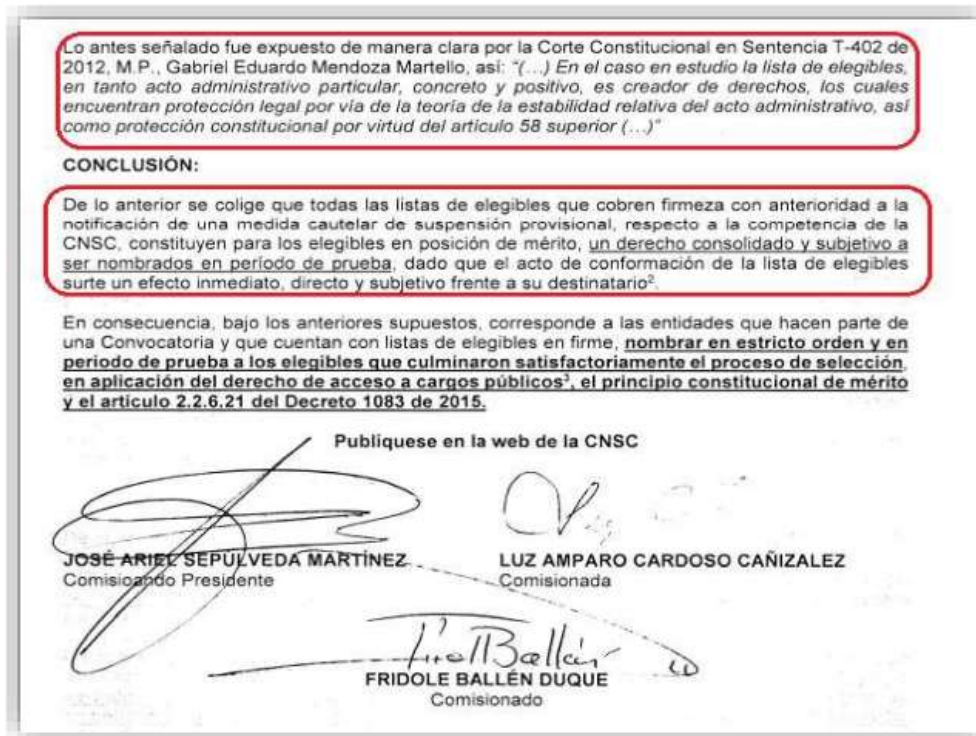 Lo antes señalado fue expuesto de manera clara por la Corte Constitucional en Sentencia T-402 de
2012, M.P., Gabriel Eduardo Mendoza Martello, así: "(...) En el caso en estudio la lista de elegibles,
en tanto acto administrativo particular, concreto y positivo, es creador de derechos, los cuales
encuentran protección legal por vía de la teoría de la estabilidad relativa del acto administrativo, así
como protección constitucional por virtud del artículo 58 superior (...)"
CONCLUSIÓN:
De lo anterior se colige que todas las listas de elegibles que cobren firmeza con anterioridad a la
notificación de una medida cautelar de suspensión provisional, respecto a la competencia de la
CNSC, constituyen para los elegibles en posición de mérito, un derecho consolidado y subjetivo a
ser nombrados en período de prueba, dado que el acto de conformación de la lista de elegibles
surte un efecto inmediato, directo y subjetivo frente a su destinatario².
En consecuencia, bajo los anteriores supuestos, corresponde a las entidades que hacen parte de
una Convocatoria y que cuentan con listas de elegibles en firme, nombrar en estricto orden y en
periodo de prueba a los elegibles que culminaron satisfactoriamente el proceso de selección,
en aplicación del derecho de acceso a cargos públicos³, el principio constitucional de mérito
y el artículo 2.2.6.21 del Decreto 1083 de 2015.
Publíquese en la web de la CNSC
JOSÉ ARIEL SEPÚLVEDA MARTÍNEZ
Comisionado Presidente
LUZ AMPARO CARDOSO CAÑIZALEZ
Comisionada
FRIDOLE BALLÉN DUQUE
Comisionado